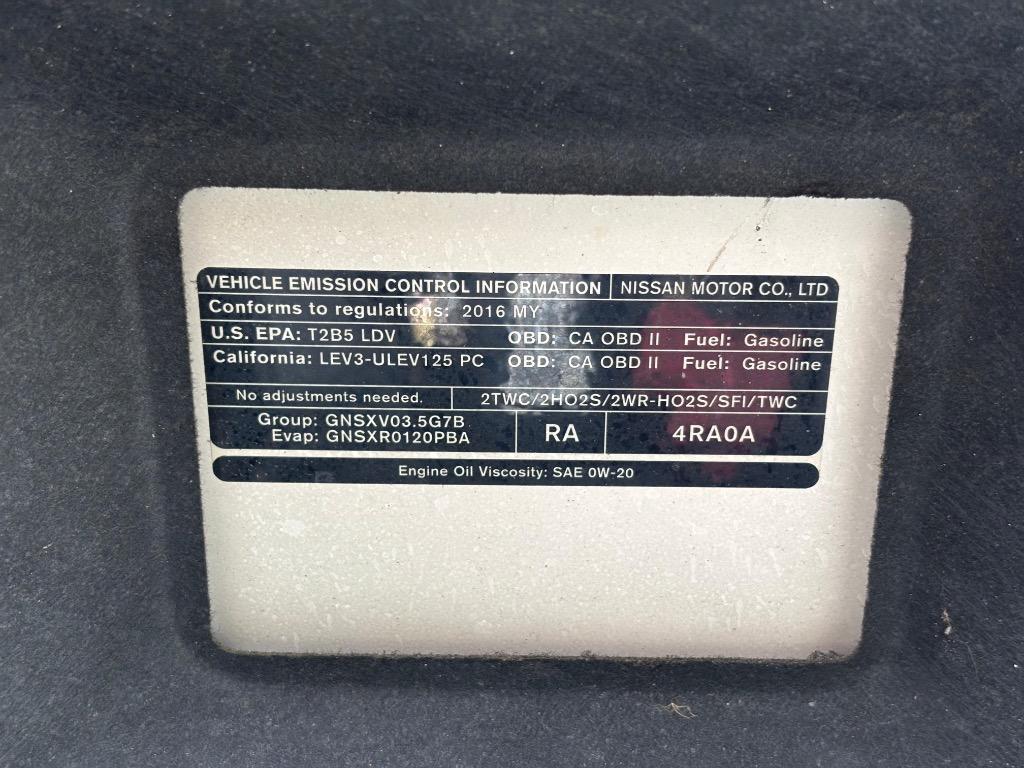 VEHICLE EMISSION CONTROL INFORMATION NISSAN MOTOR CO., LTD
Conforms to regulations: 2016 MY
U.S. EPA: T2B5 LDV OBD: CA OBD II Fuel: Gasoline
California: LEV3-ULEV125 PC OBD: CA OBD II Fuel: Gasoline
No adjustments needed. 2TWC/2HO2S/2WR-HO2S/SFI/TWC
Group: GNSXV03.5G7B
Evap: GNSXR0120PBA RA 4RA0A
Engine Oil Viscosity: SAE 0W-20